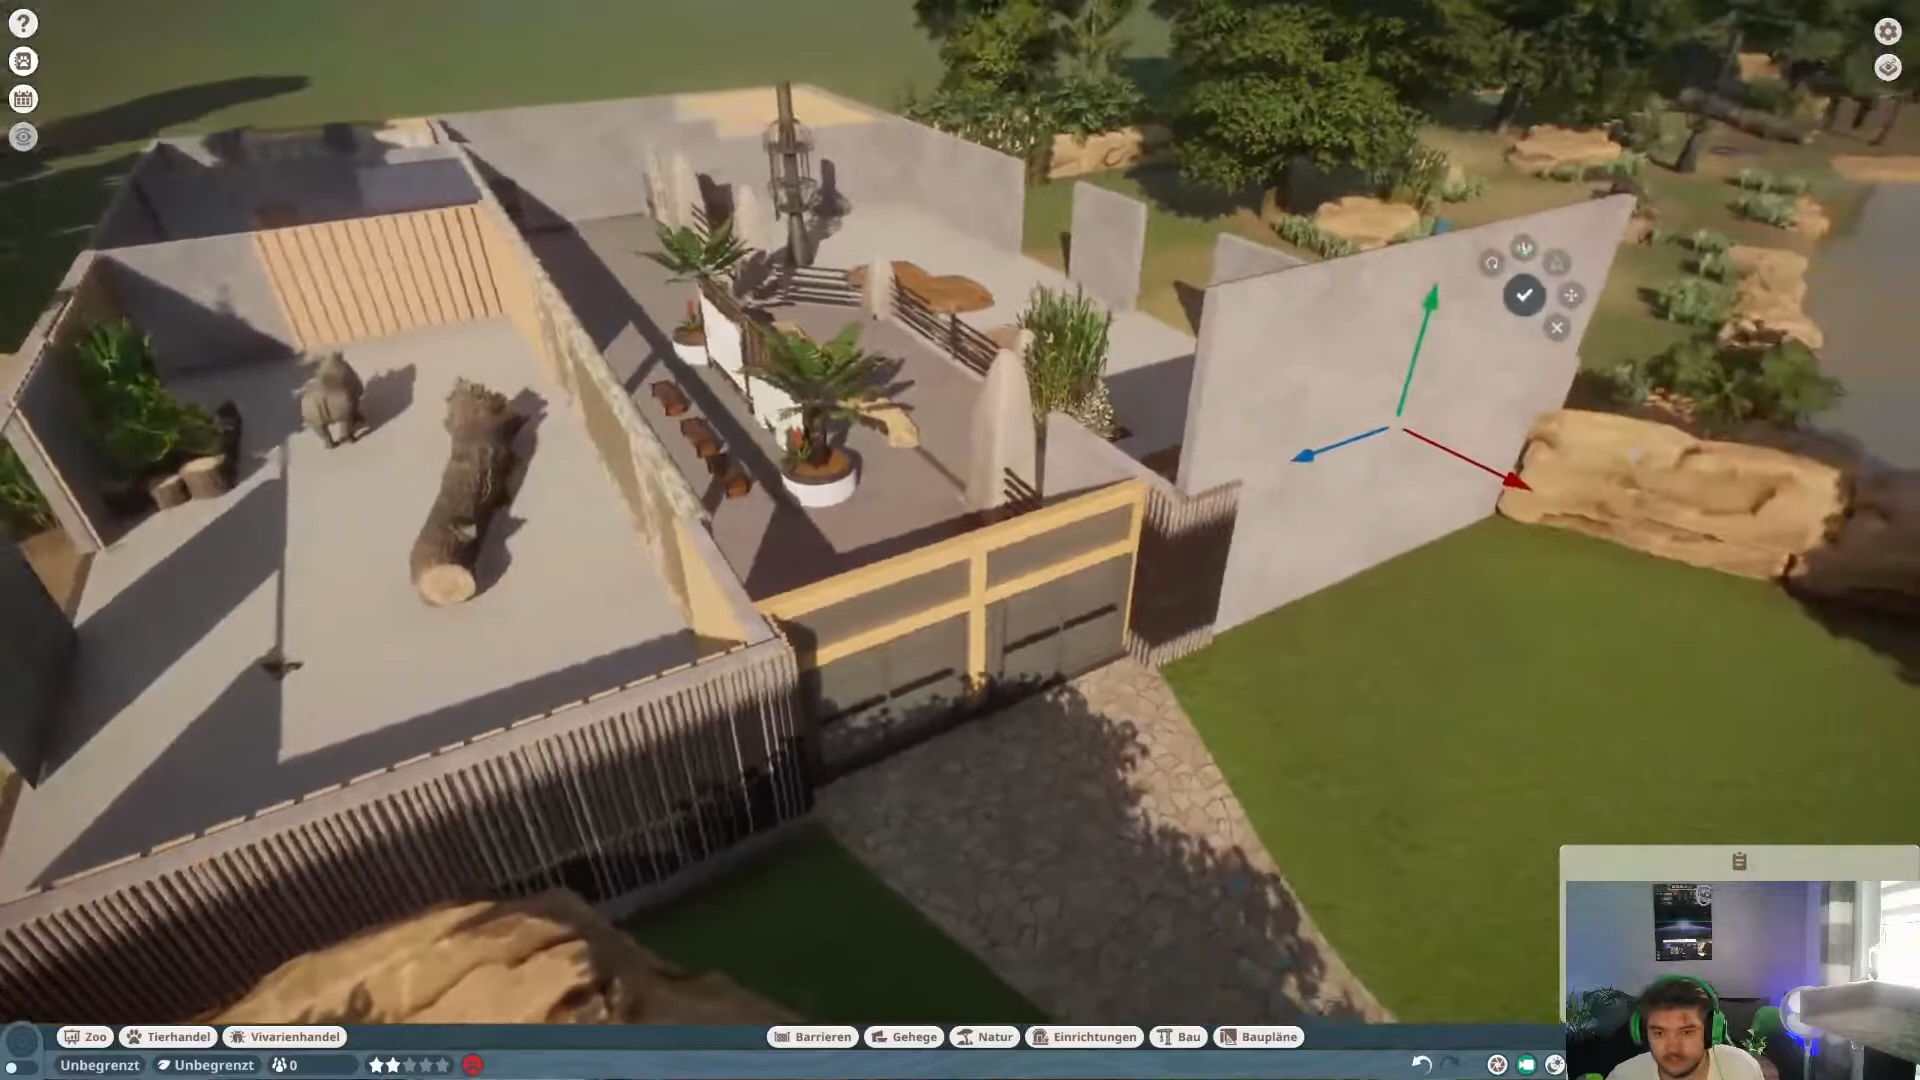 ?
Zoo
Tierhandel
Vivarienhandel
Barrieren
Gehege
Natur
Einrichtungen
Bau
Baupläne
Unbegrenzt
Unbegrenzt
0